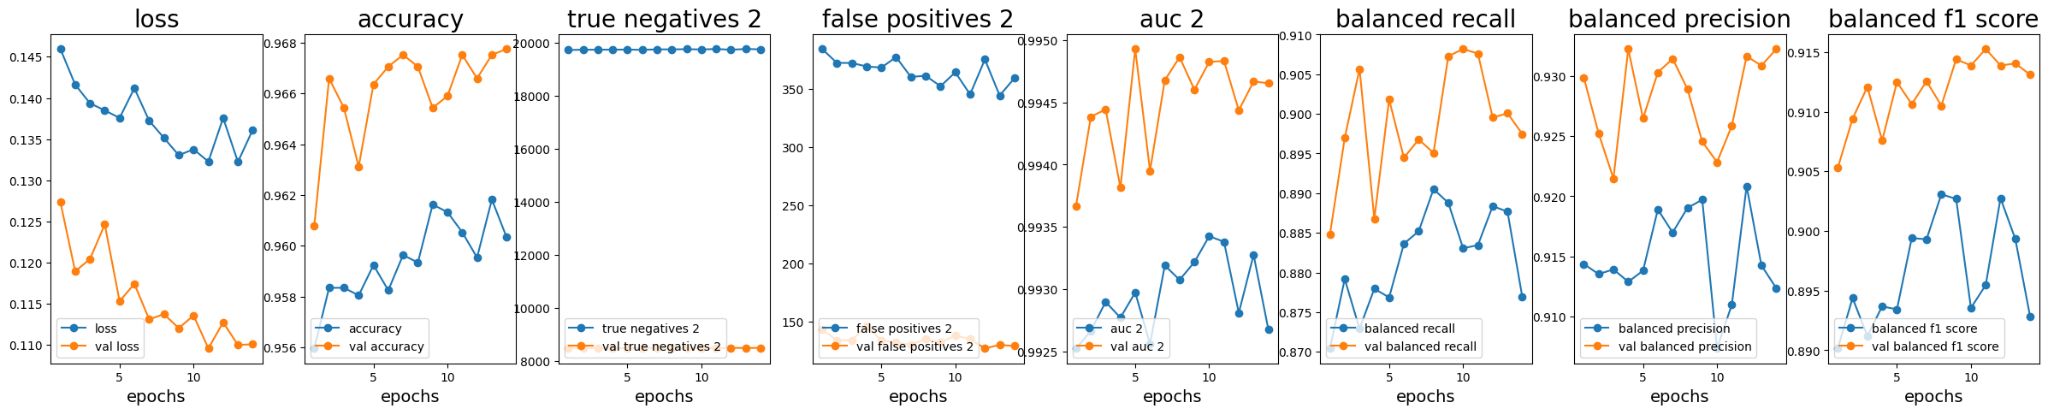 loss
0.145
0.140
0.135
0.130
0.125
0.120
0.115
0.110
loss
val loss
5
10
epochs
accuracy
0.968
0.966
0.964
0.962
0.960
0.958
0.956
accuracy
val accuracy
5
10
epochs
true negatives 2
20000
18000
16000
14000
12000
10000
8000
true negatives 2
val true negatives 2
5
10
epochs
false positives 2
350
300
250
200
150
false positives 2
val false positives 2
5
10
epochs
auc 2
0.9950
0.9945
0.9940
0.9935
0.9930
0.9925
auc 2
val auc 2
5
10
epochs
balanced recall
0.910
0.905
0.900
0.895
0.890
0.885
0.880
0.875
0.870
balanced recall
val balanced recall
5
10
epochs
balanced precision
0.930
0.925
0.920
0.915
0.910
balanced precision
val balanced precision
5
10
epochs
balanced f1 score
0.915
0.910
0.905
0.900
0.895
0.890
balanced f1 score
val balanced f1 score
5
10
epochs